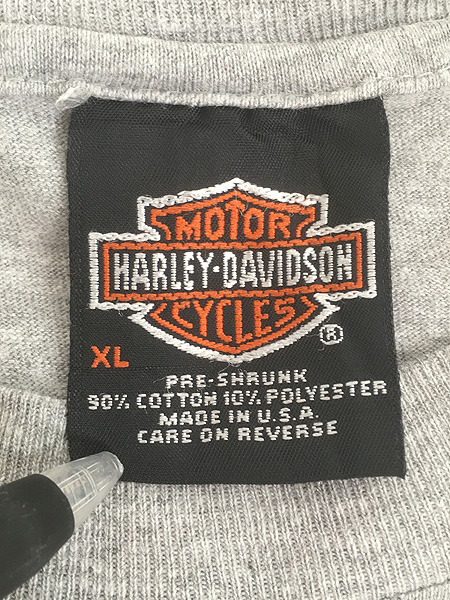 MOTOR
HARLEY-DAVIDSON
CYCLES
®
XL
PRE-SHRUNK
90% COTTON 10% POLYESTER
MADE IN U.S.A.
CARE ON REVERSE